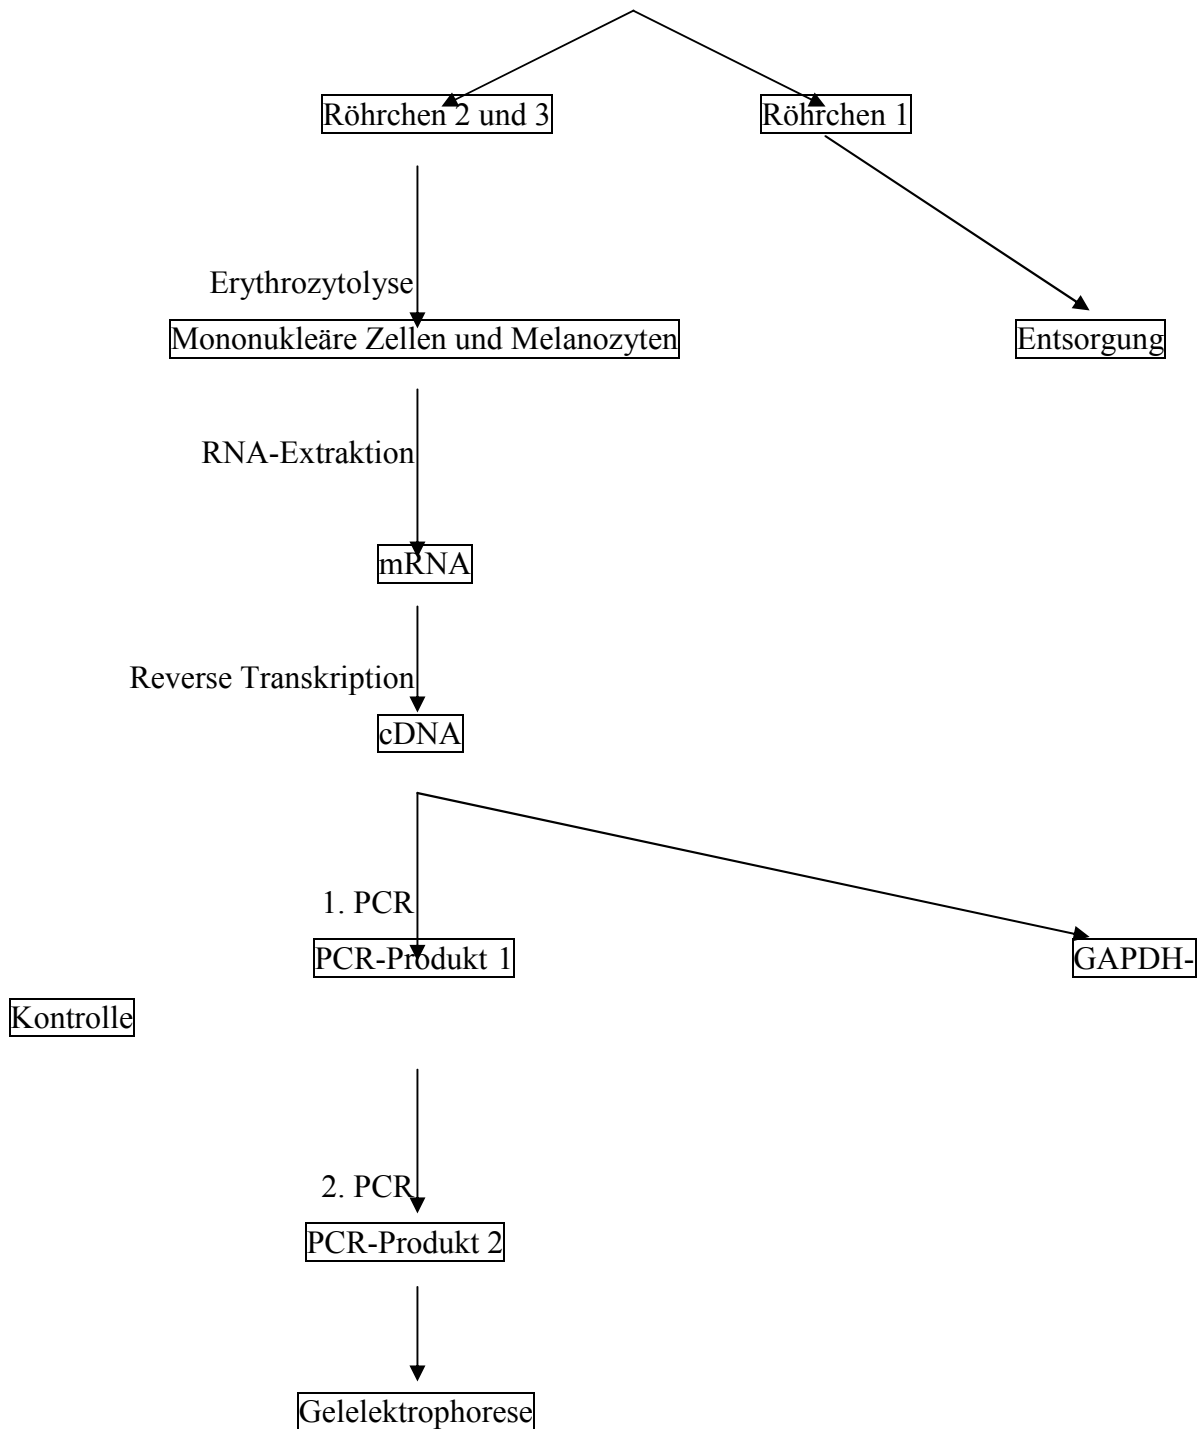 Röhrchen 2 und 3 Röhrchen 1
Erythrozytolyse
Mononukleäre Zellen und Melanozyten Entsorgung
RNA-Extraktion
mRNA
Reverse Transkription
cDNA
1. PCR
PCR-Produkt 1 GAPDH-
Kontrolle
2. PCR
PCR-Produkt 2
Gelelektrophorese